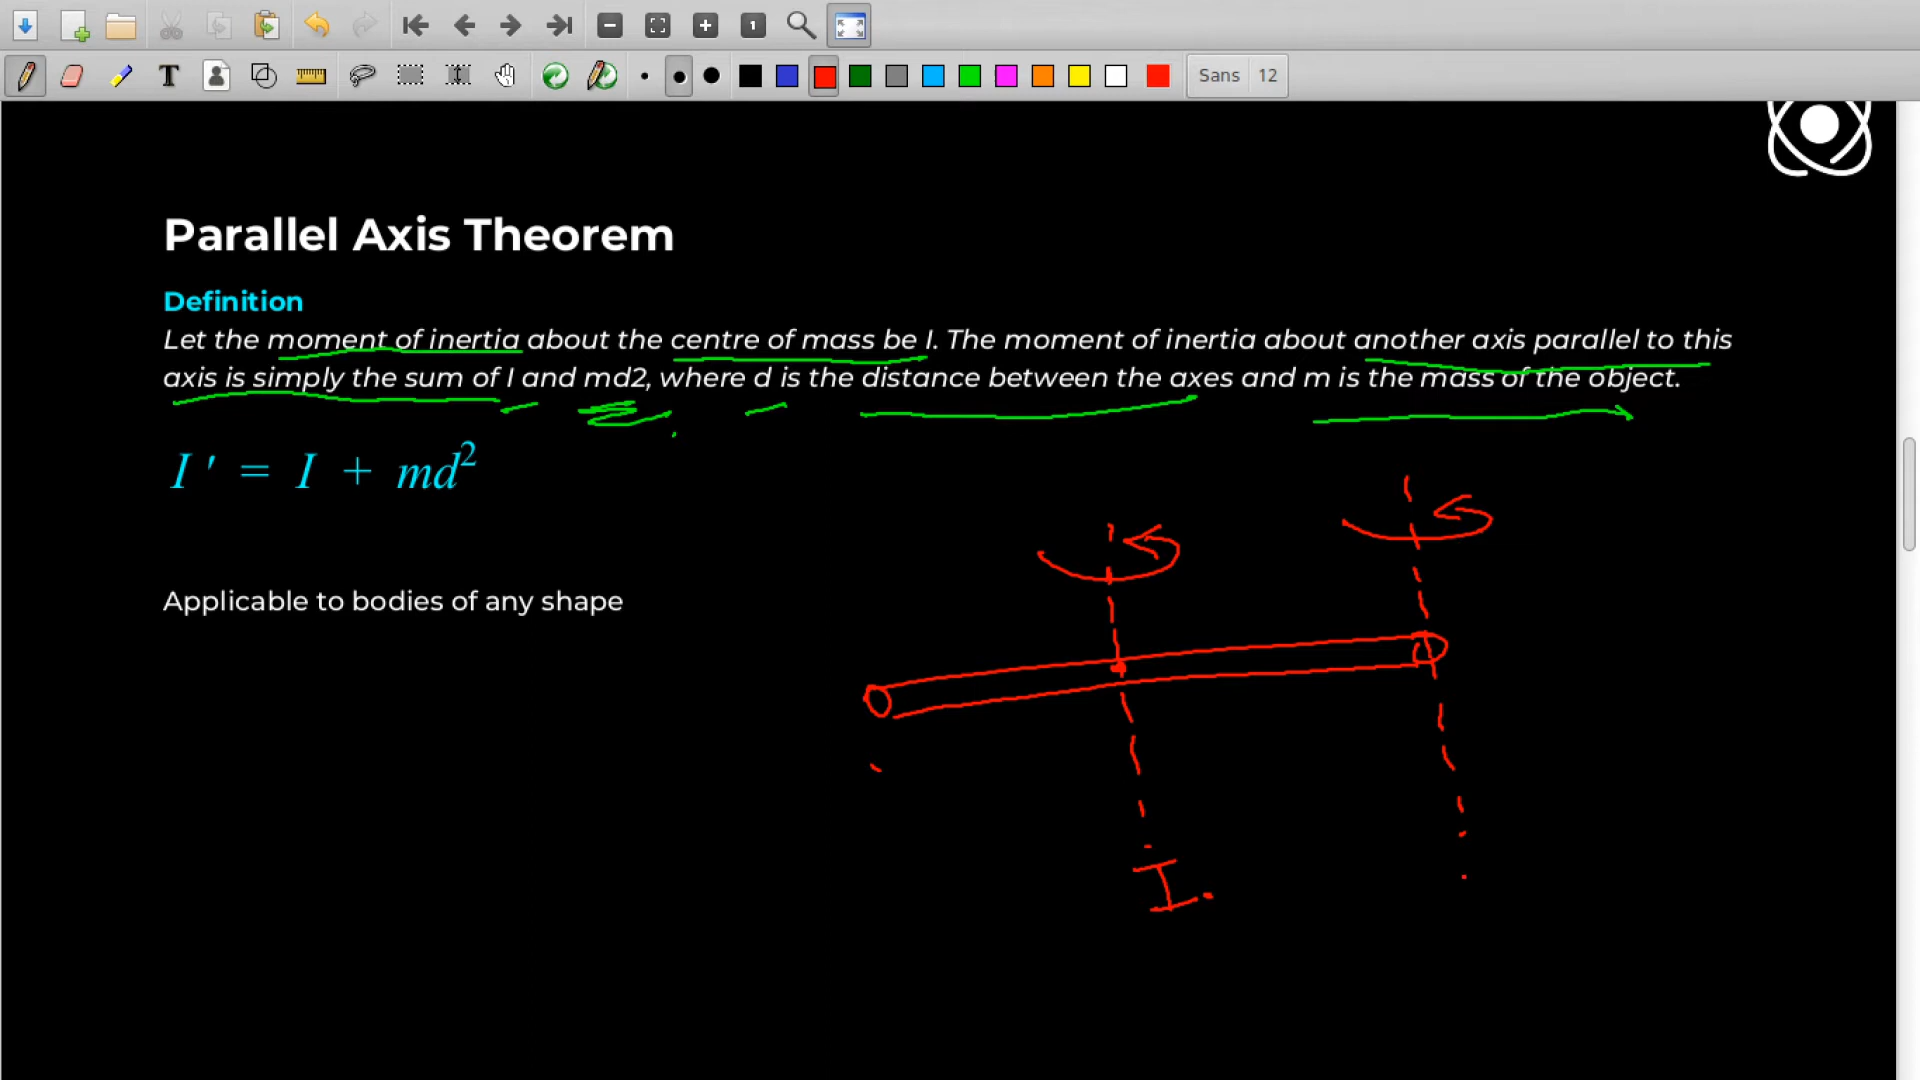 1
T
Sans 12
Parallel Axis Theorem
Definition
Let the moment of inertia about the centre of mass be I. The moment of inertia about another axis parallel to this
axis is simply the sum of I and md2, where d is the distance between the axes and m is the mass of the object.
I ' = I + md²
Applicable to bodies of any shape
I.